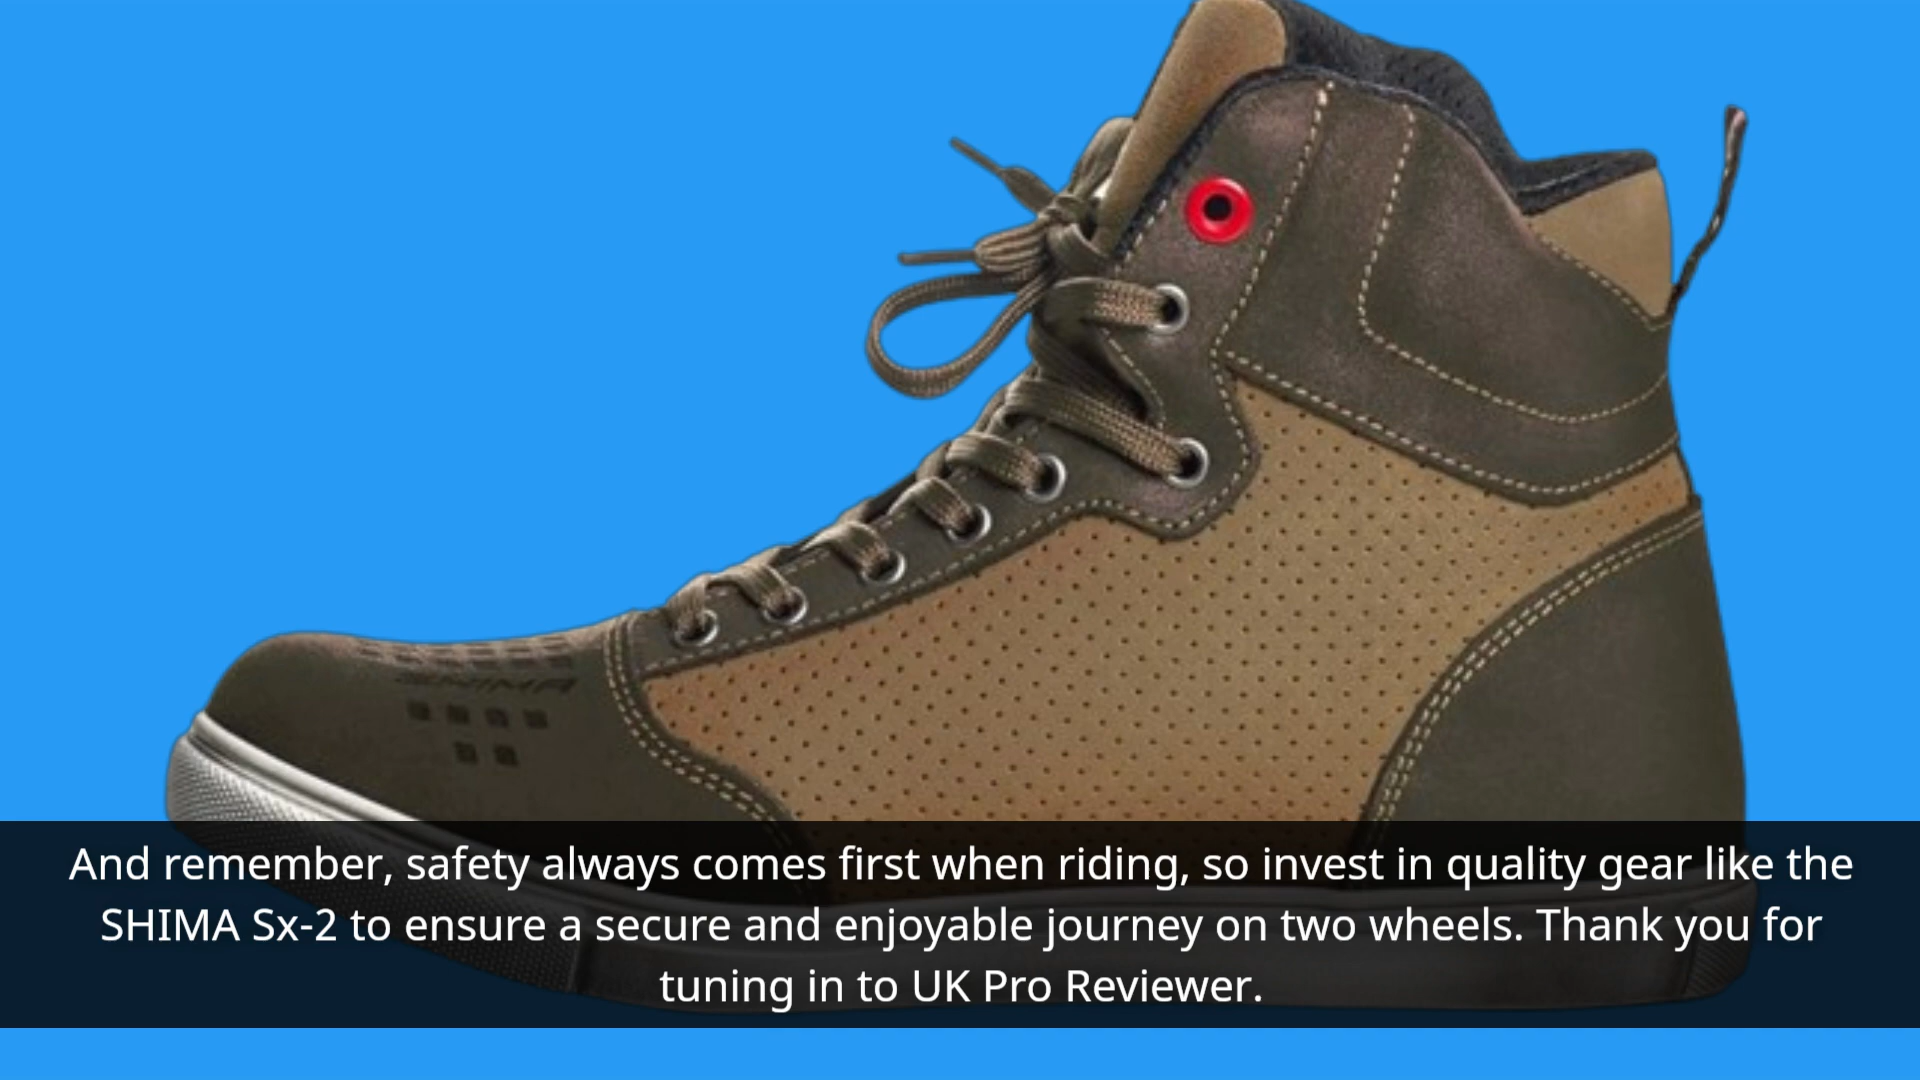 SHIMA
And remember, safety always comes first when riding, so invest in quality gear like the
SHIMA Sx-2 to ensure a secure and enjoyable journey on two wheels. Thank you for
tuning in to UK Pro Reviewer.